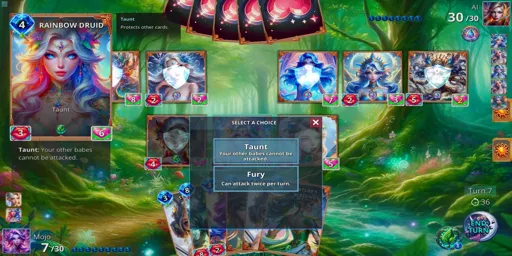 4
RAINBOW DRUID
Taunt
3
6
Taunt: Your other babes
cannot be attacked.
Taunt
Protects other cards
AI
30/30
SELECT A CHOICE
Taunt
Your other babes cannot be
attacked.
Fury
Can attack twice per turn.
Turn:7
36
END
TURN
Mojo
7/30